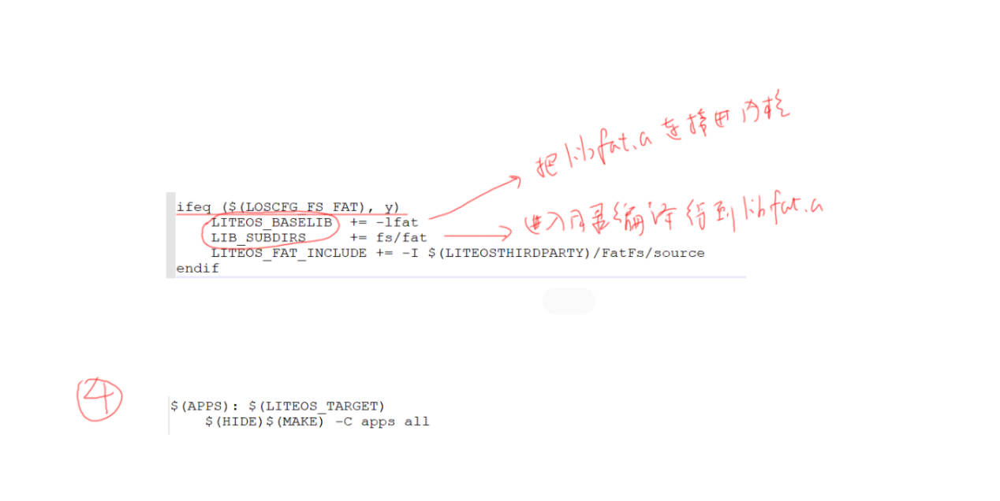 把libfat.a连接进内核
ifeq ($(LOSCFG_FS_FAT), y)
LITEOS_BASELIB += -lfat
进入目录编译得到libfat.a
LIB_SUBDIRS += fs/fat
LITEOS_FAT_INCLUDE += -I $(LITEOSTHIRDPARTY)/FatFs/source
endif
④
$(APPS): $(LITEOS_TARGET)
$(HIDE)$(MAKE) -C apps all